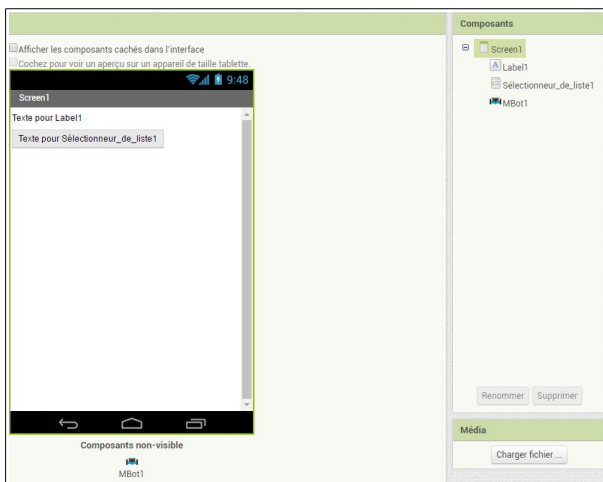 Afficher les composants cachés dans l'interface
Cochez pour voir un aperçu sur un appareil de taille tablette.
9:48
Screen1
Texte pour Label1
Texte pour Sélectionneur_de_liste1
Composants non-visible
MBot1
Composants
Screen1
Label1
Sélectionneur_de_liste1
MBot1
Renommer Supprimer
Média
Charger fichier ...